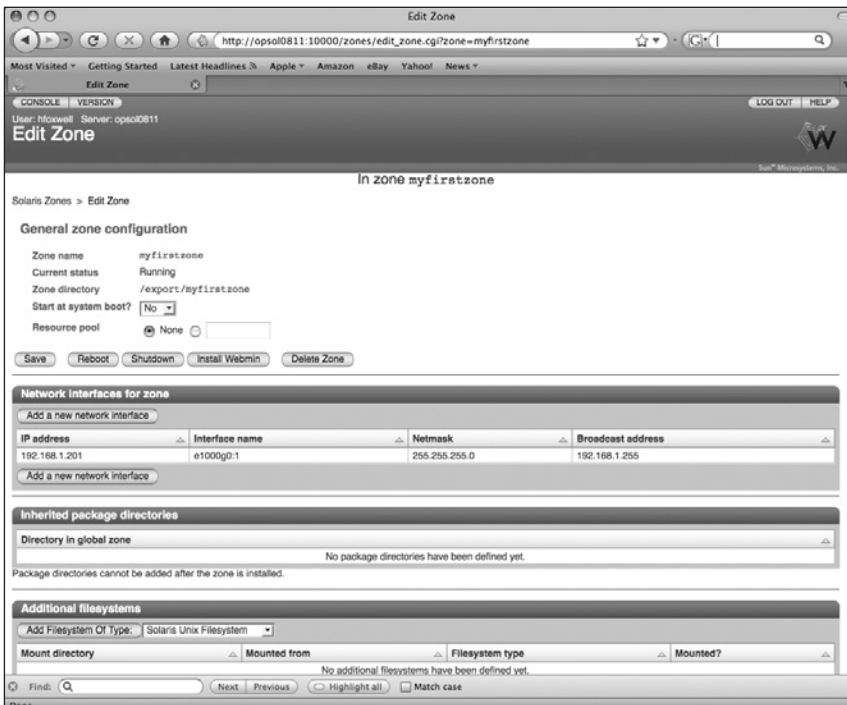 Edit Zone
http://opsol0811:10000/zones/edit_zone.cgi?zone=myfirstzone
G
Most Visited Getting Started Latest Headlines Apple Amazon eBay Yahoo! News
Edit Zone
CONSOLE VERSION LOG OUT HELP
User: hfoxwell Server: opsol0811
Edit Zone
W
Sun™ Microsystems, Inc.
In zone myfirstzone
Solaris Zones > Edit Zone
General zone configuration
Zone name myfirstzone
Current status Running
Zone directory /export/myfirstzone
Start at system boot? No
Resource pool None
Save Reboot Shutdown Install Webmin Delete Zone
Network interfaces for zone
Add a new network interface
IP address Interface name Netmask Broadcast address
192.168.1.201 e1000g0:1 255.255.255.0 192.168.1.255
Add a new network interface
Inherited package directories
Directory in global zone
No package directories have been defined yet.
Package directories cannot be added after the zone is installed.
Additional filesystems
Add Filesystem Of Type: Solaris Unix Filesystem
Mount directory Mounted from Filesystem type Mounted?
No additional filesystems have been defined yet.
Find: Next Previous Highlight all Match case
Done